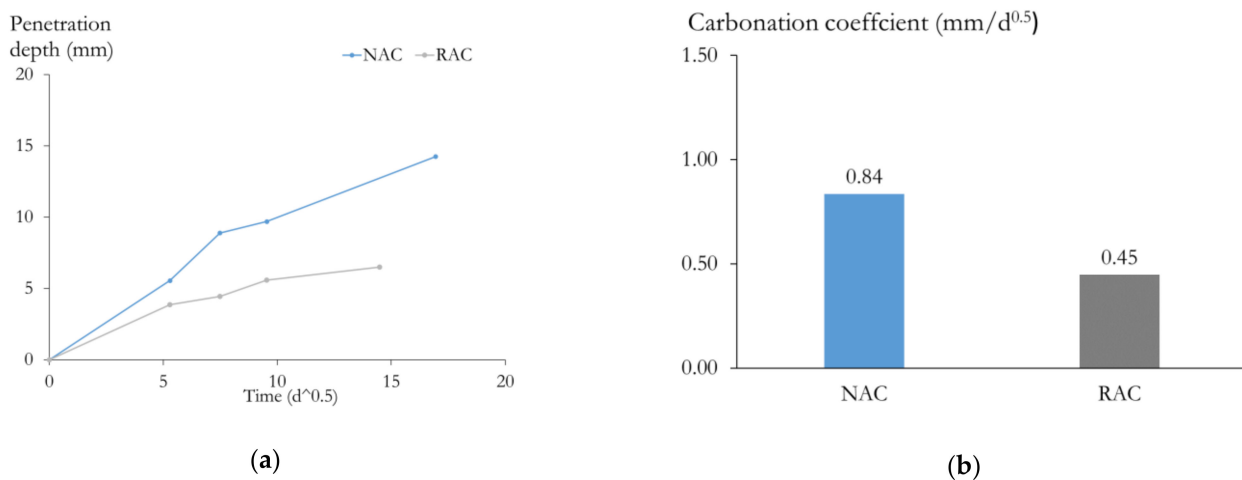 Penetration
depth (mm)
NAC RAC
20
15
10
5
0
0 5 10 15 20
Time (d^0.5)
(a)
Carbonation coeffcient (mm/d0.5)
1.50
1.00
0.50
0.00
0.84
0.45
NAC RAC
(b)